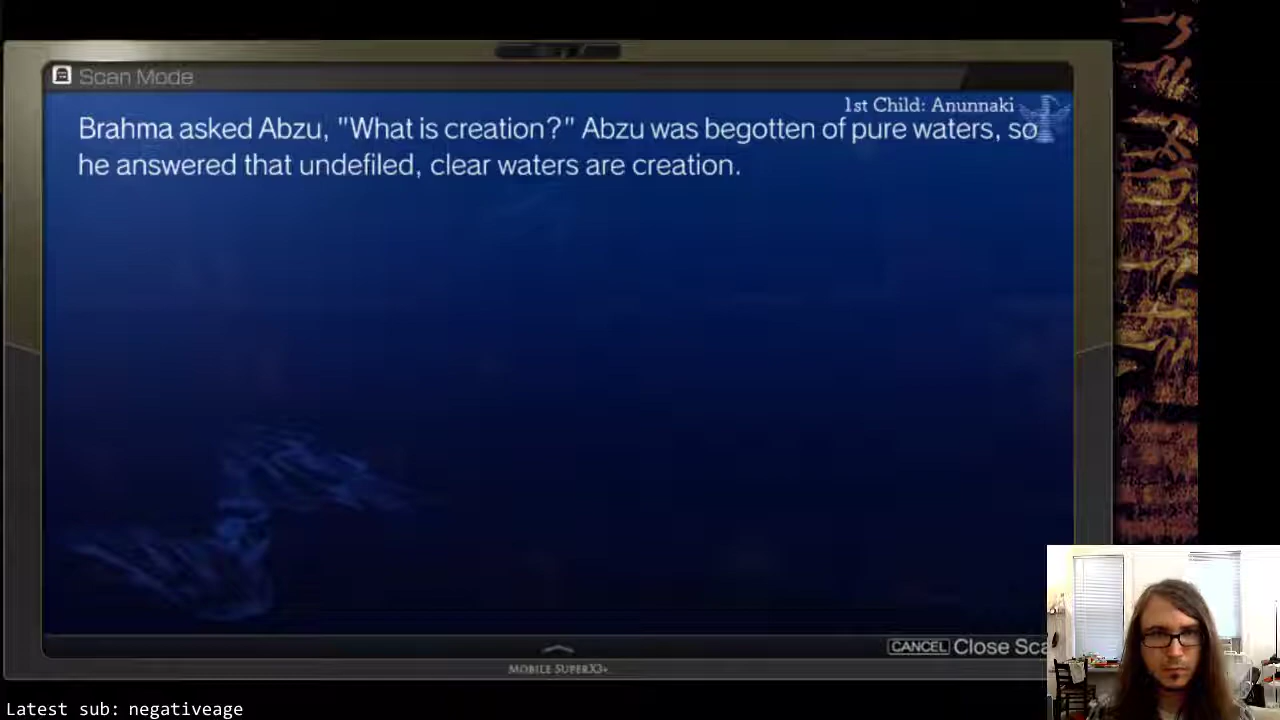 Scan Mode
1st Child: Anunnaki
Brahma asked Abzu, "What is creation?" Abzu was begotten of pure waters, so
he answered that undefiled, clear waters are creation.
CANCEL Close Sca
MOBILE SUPERX3+
Latest sub: negativeage